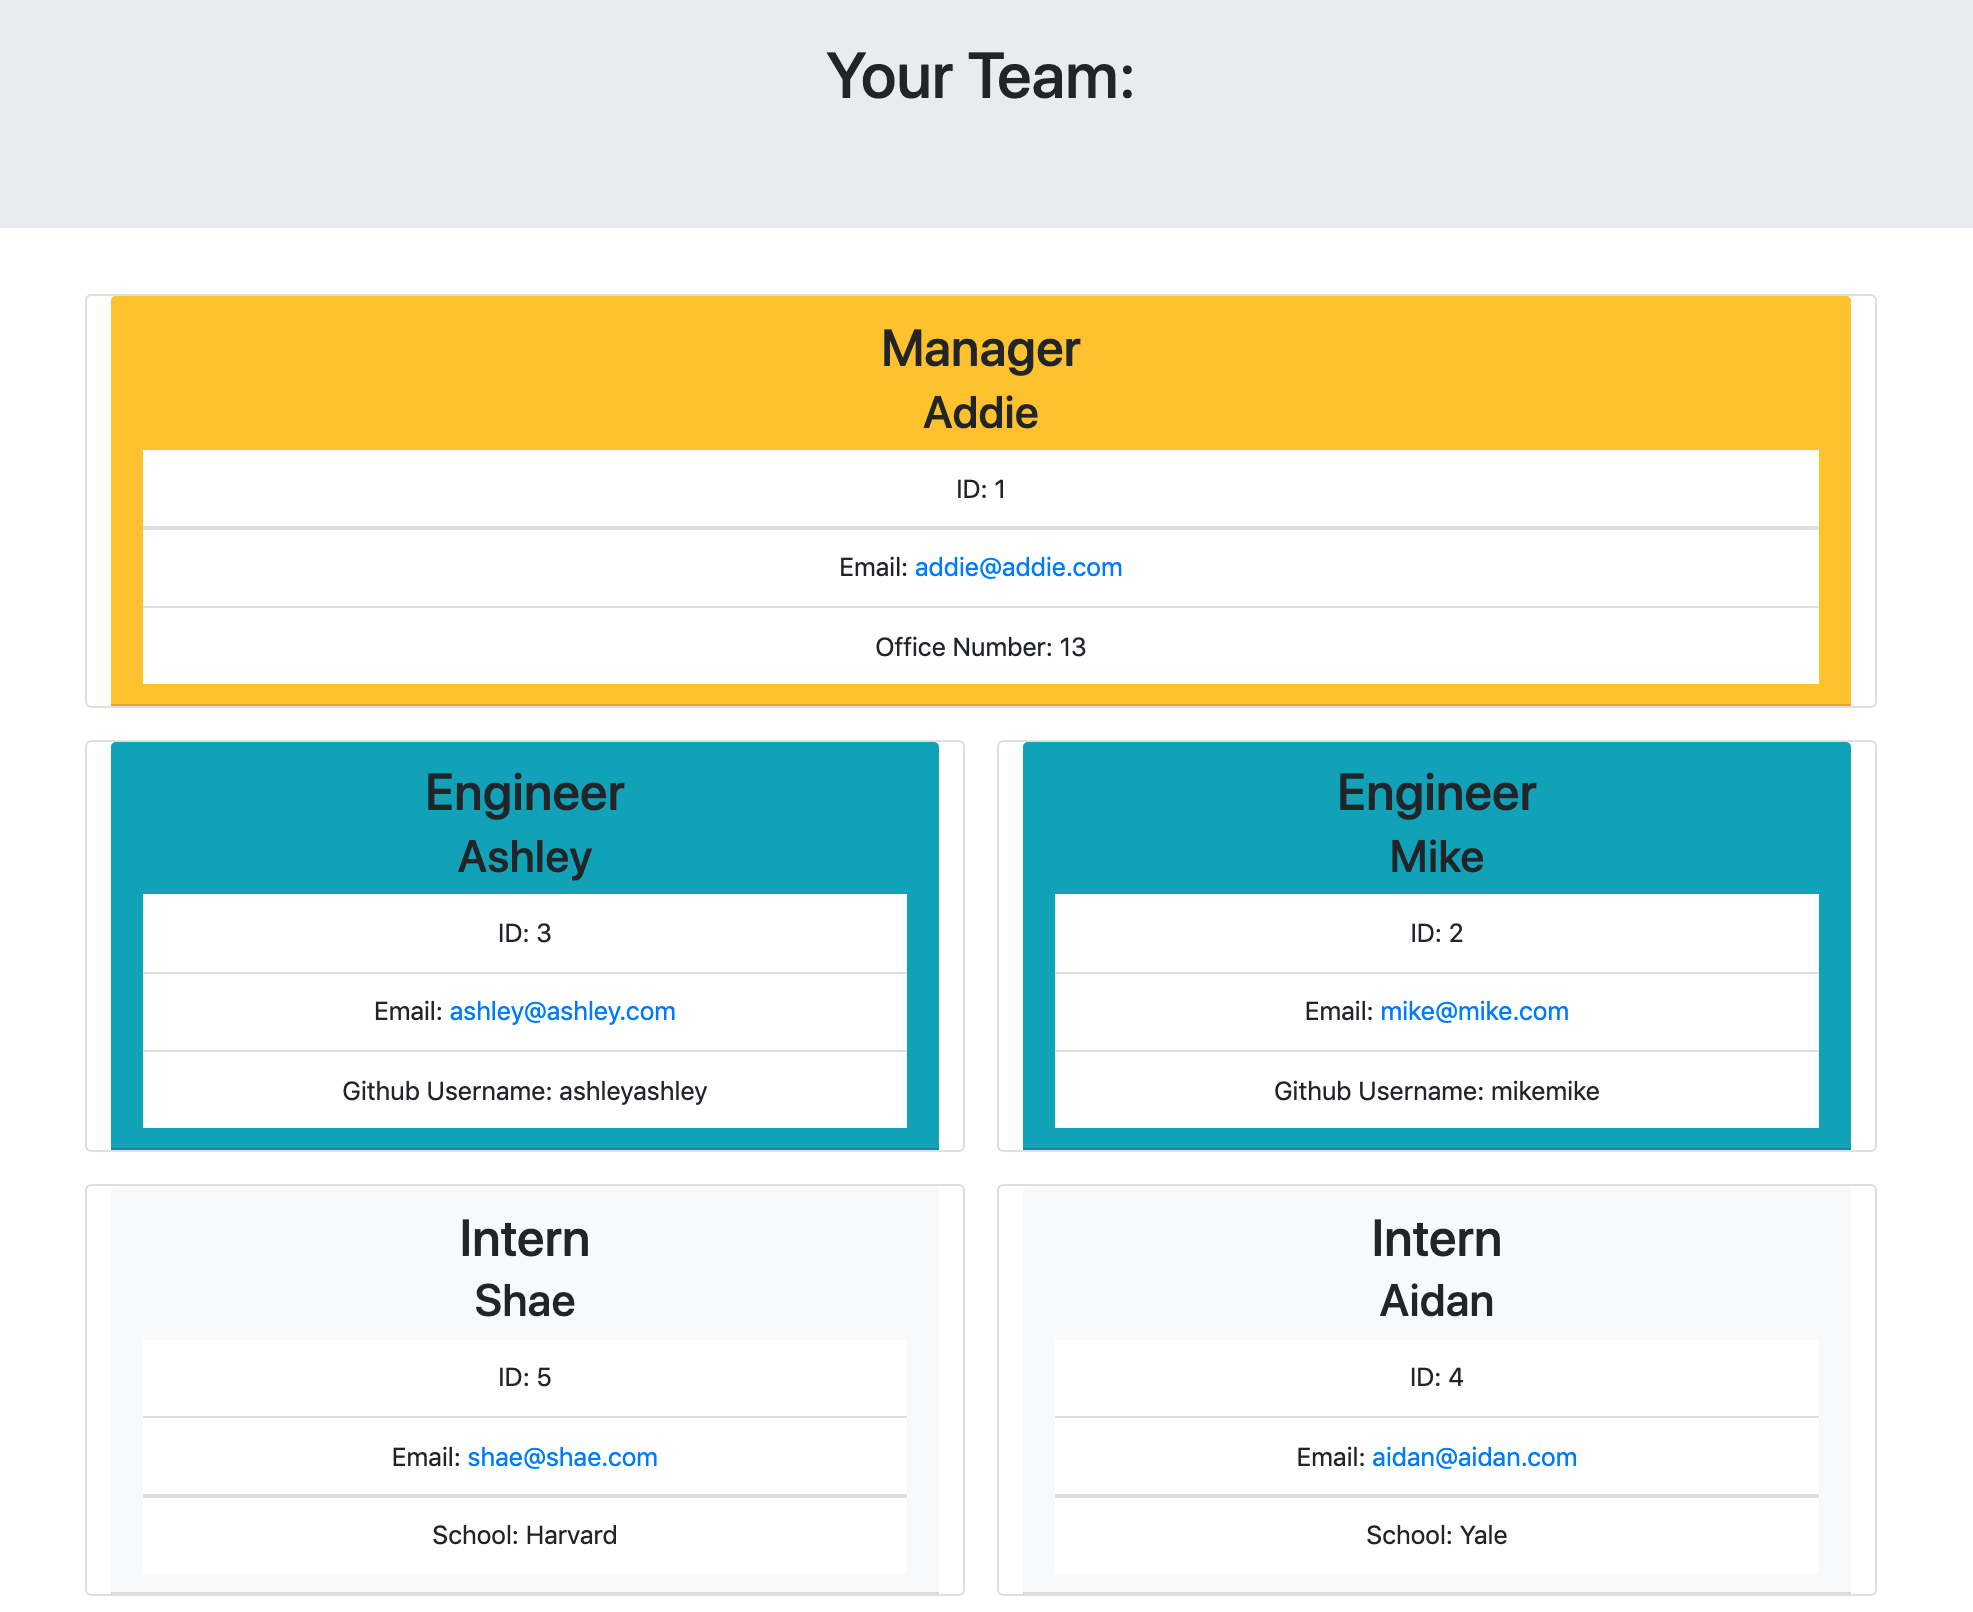 Your Team:
Manager
Addie
ID: 1
Email: addie@addie.com
Office Number: 13
Engineer
Ashley
ID: 3
Email: ashley@ashley.com
Github Username: ashleyashley
Engineer
Mike
ID: 2
Email: mike@mike.com
Github Username: mikemike
Intern
Shae
ID: 5
Email: shae@shae.com
School: Harvard
Intern
Aidan
ID: 4
Email: aidan@aidan.com
School: Yale